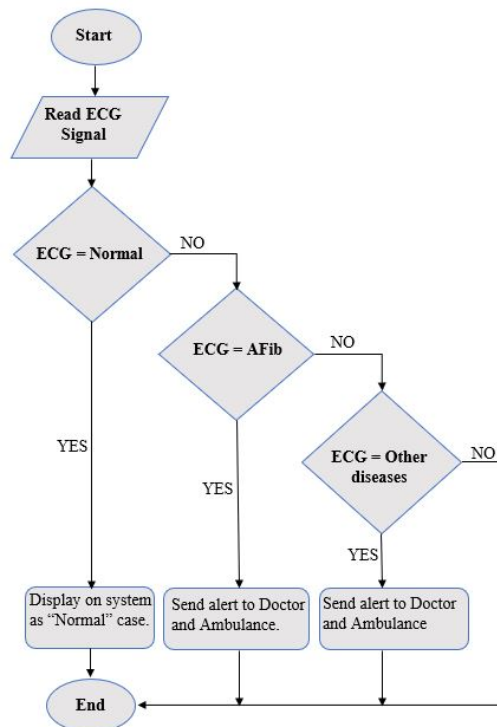 Start
Read ECG
Signal
ECG = Normal
NO
ECG = AFib
NO
ECG = Other
diseases
NO
YES
YES
YES
Display on system
as “Normal” case.
Send alert to Doctor
and Ambulance.
Send alert to Doctor
and Ambulance
End